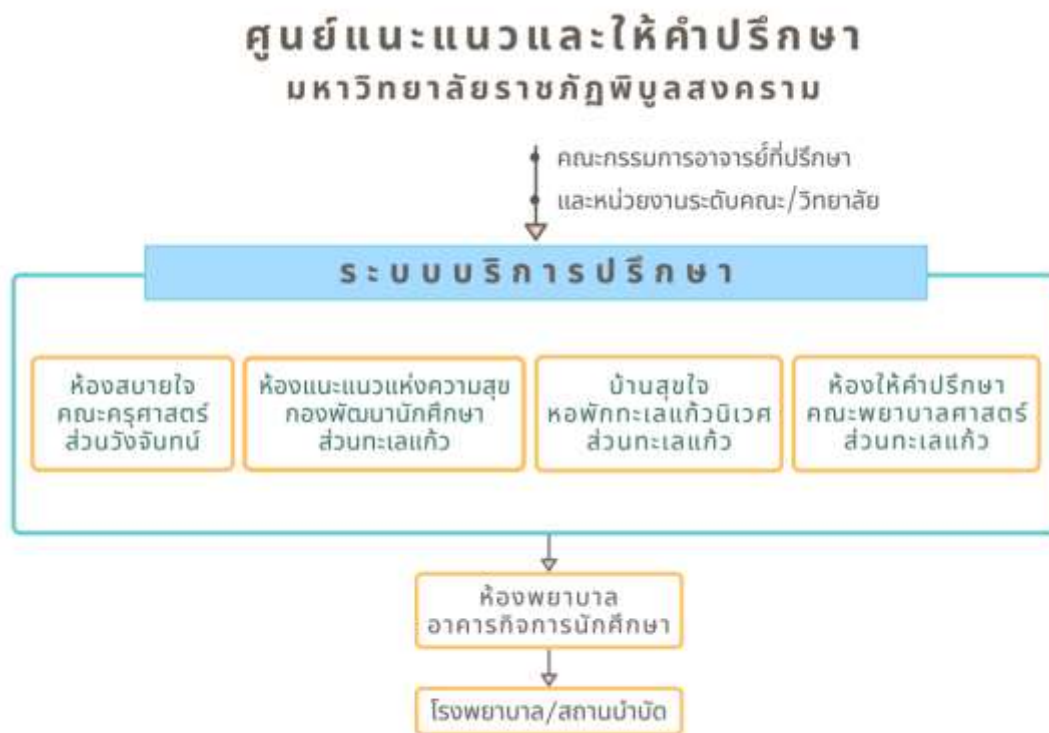 ศูนย์แนะแนวและให้คำปรึกษา
มหาวิทยาลัยราชภัฏพิบูลสงคราม
คณะกรรมการอาจารย์ที่ปรึกษา
และหน่วยงานระดับคณะ/วิทยาลัย
ระบบบริการปรึกษา
ห้องสบายใจ
คณะครุศาสตร์
ส่วนวังจันทน์
ห้องแนะแนวแห่งความสุข
กองพัฒนานักศึกษา
ส่วนทะเลแก้ว
บ้านสุขใจ
หอพักทะเลแก้วนิเวศ
ส่วนทะเลแก้ว
ห้องให้คำปรึกษา
คณะพยาบาลศาสตร์
ส่วนทะเลแก้ว
ห้องพยาบาล
อาคารกิจการนักศึกษา
โรงพยาบาล/สถานบำบัด